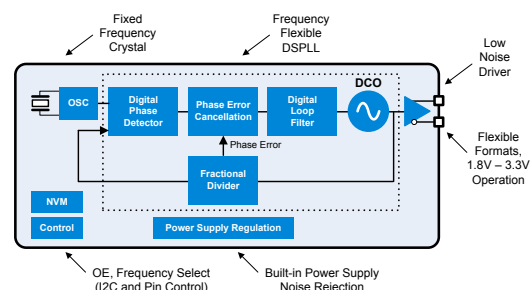 Fixed
Frequency
Crystal
Frequency
Flexible
DSPLL
Low
Noise
Driver
OSC
Digital
Phase
Detector
Phase Error
Cancellation
Digital
Loop
Filter
DCO
Flexible
Formats,
1.8V – 3.3V
Operation
Phase Error
Fractional
Divider
NVM
Control
Power Supply Regulation
OE, Frequency Select
(I2C and Pin Control)
Built-in Power Supply
Noise Rejection